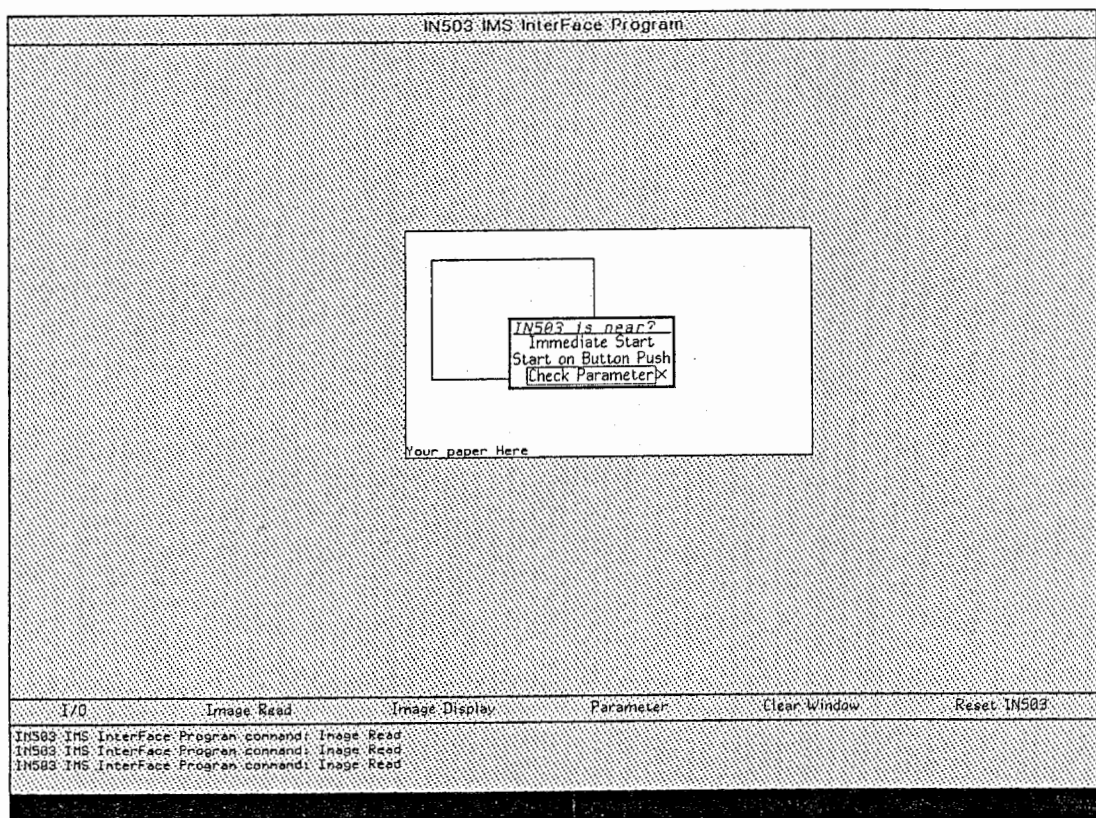 IN503 IMS InterFace Program
IN503 is near?
Immediate Start
Start on Button Push
Check Parameter×
Your paper Here
I/O Image Read Image Display Parameter Clear Window Reset IN503
IN503 IMS InterFace Program command: Image Read
IN503 IMS InterFace Program command: Image Read
IN503 IMS InterFace Program command: Image Read